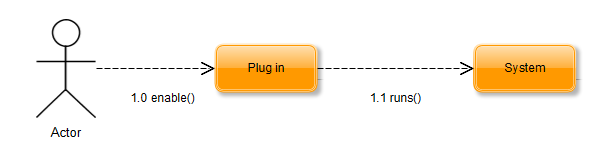 Plug in
System
1.0 enable()
1.1 runs()
Actor